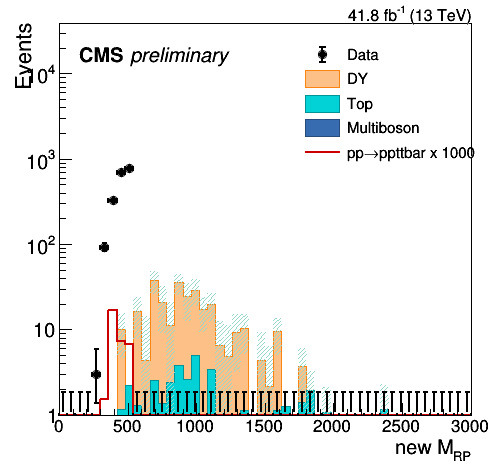 41.8 fb⁻¹ (13 TeV)
Events
CMS preliminary
Data
DY
Top
Multiboson
pp→ppttbar x 1000
10⁴
10³
10²
10
1
0 500 1000 1500 2000 2500 3000
new M_RP